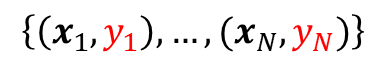 {(𝒙₁, y₁), …, (𝒙_N, y_N)}